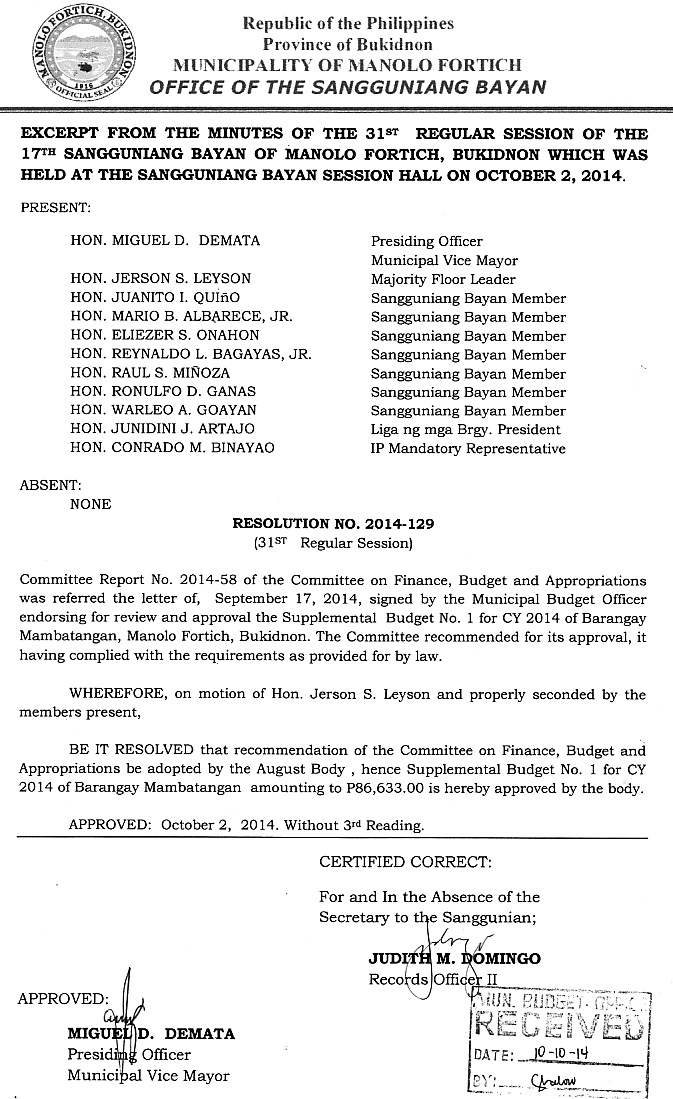 MANOLO FORTICH, BUKIDNON
1916
OFFICIAL SEAL
Republic of the Philippines
Province of Bukidnon
MUNICIPALITY OF MANOLO FORTICH
OFFICE OF THE SANGGUNIANG BAYAN
EXCERPT FROM THE MINUTES OF THE 31ST REGULAR SESSION OF THE
17TH SANGGUNIANG BAYAN OF MANOLO FORTICH, BUKIDNON WHICH WAS
HELD AT THE SANGGUNIANG BAYAN SESSION HALL ON OCTOBER 2, 2014.
PRESENT:
HON. MIGUEL D. DEMATA Presiding Officer
Municipal Vice Mayor
HON. JERSON S. LEYSON Majority Floor Leader
HON. JUANITO I. QUIñO Sangguniang Bayan Member
HON. MARIO B. ALBARECE, JR. Sangguniang Bayan Member
HON. ELIEZER S. ONAHON Sangguniang Bayan Member
HON. REYNALDO L. BAGAYAS, JR. Sangguniang Bayan Member
HON. RAUL S. MIÑOZA Sangguniang Bayan Member
HON. RONULFO D. GANAS Sangguniang Bayan Member
HON. WARLEO A. GOAYAN Sangguniang Bayan Member
HON. JUNIDINI J. ARTAJO Liga ng mga Brgy. President
HON. CONRADO M. BINAYAO IP Mandatory Representative
ABSENT:
NONE
RESOLUTION NO. 2014-129
(31ST Regular Session)
Committee Report No. 2014-58 of the Committee on Finance, Budget and Appropriations
was referred the letter of, September 17, 2014, signed by the Municipal Budget Officer
endorsing for review and approval the Supplemental Budget No. 1 for CY 2014 of Barangay
Mambatangan, Manolo Fortich, Bukidnon. The Committee recommended for its approval, it
having complied with the requirements as provided for by law.
WHEREFORE, on motion of Hon. Jerson S. Leyson and properly seconded by the
members present,
BE IT RESOLVED that recommendation of the Committee on Finance, Budget and
Appropriations be adopted by the August Body , hence Supplemental Budget No. 1 for CY
2014 of Barangay Mambatangan amounting to P86,633.00 is hereby approved by the body.
APPROVED: October 2, 2014. Without 3rd Reading.
CERTIFIED CORRECT:
For and In the Absence of the
Secretary to the Sanggunian;
JUDITH M. DOMINGO
Records Officer II
APPROVED:
MIGUEL D. DEMATA
Presiding Officer
Municipal Vice Mayor
MUN. BUDGET OFFICE
RECEIVED
DATE: 10-10-14
BY: